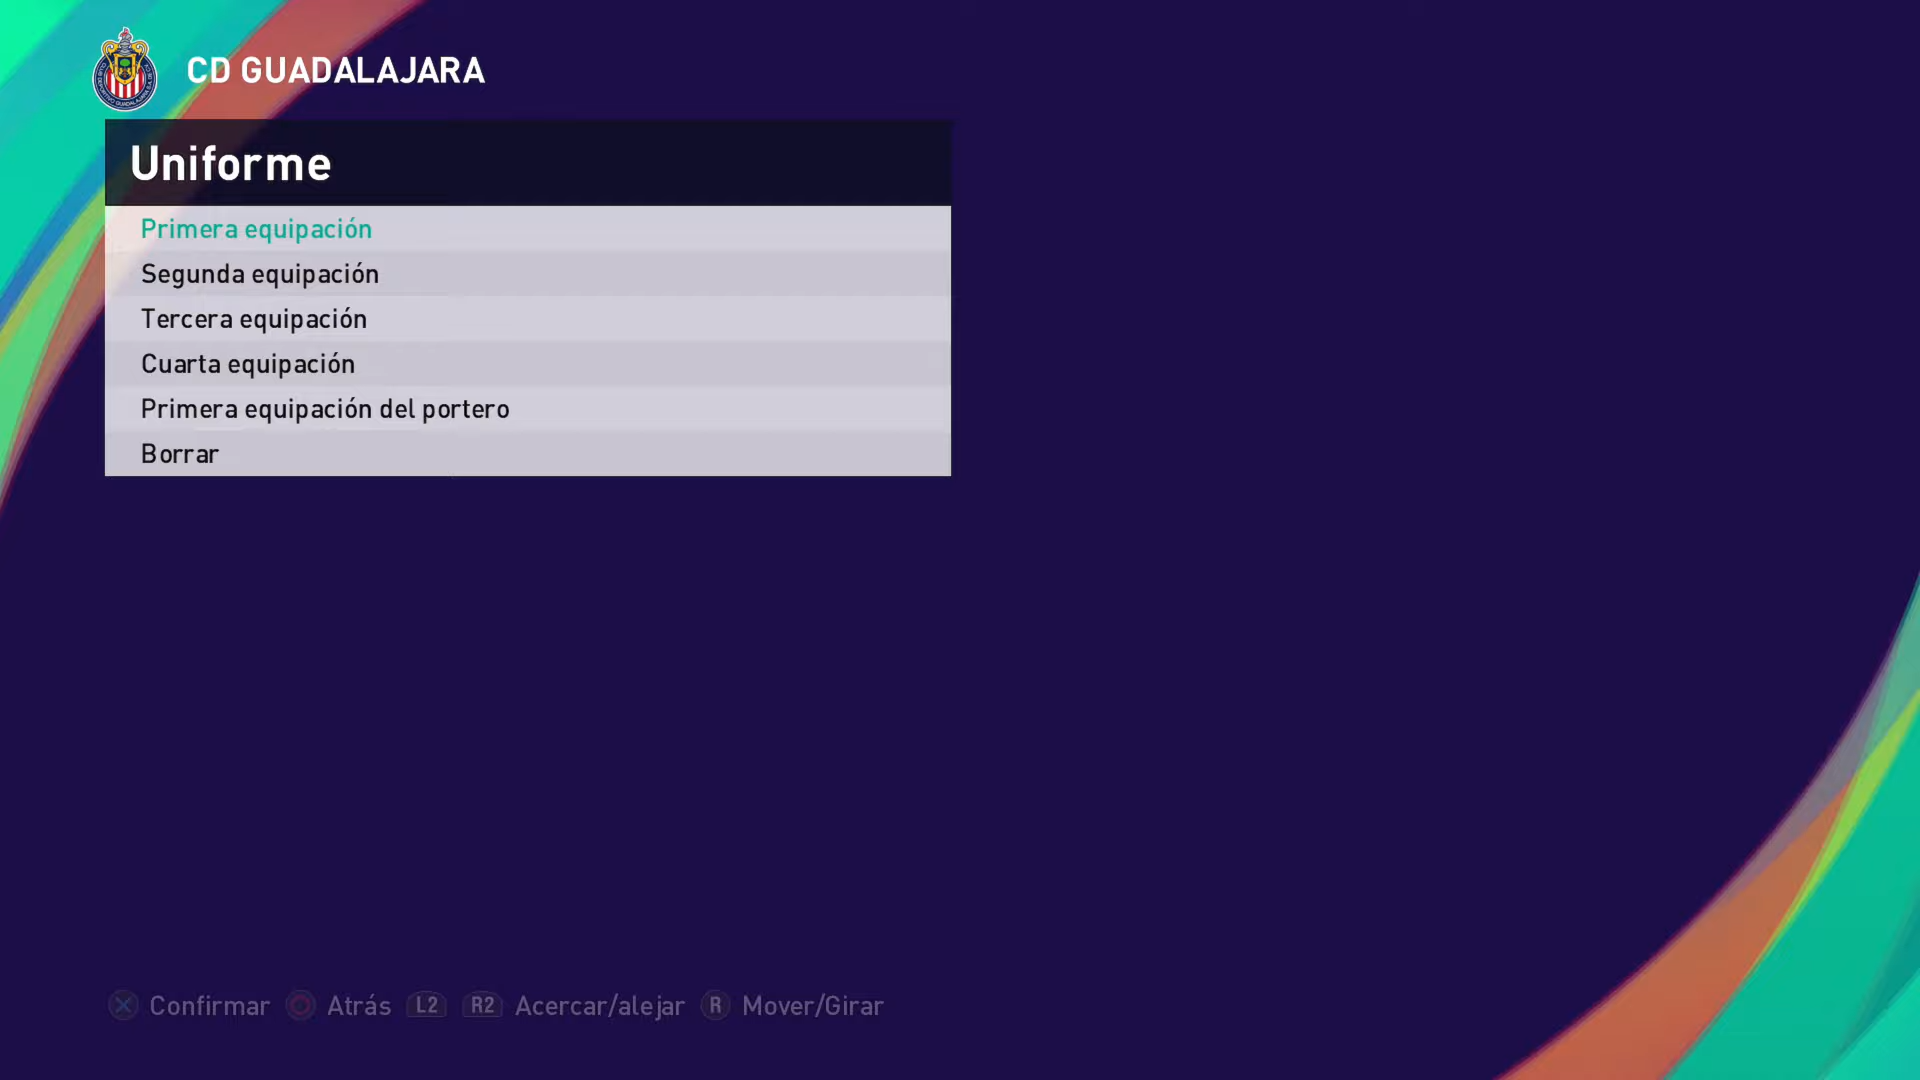 CD GUADALAJARA
Uniforme
Primera equipación
Segunda equipación
Tercera equipación
Cuarta equipación
Primera equipación del portero
Borrar
Confirmar Atrás L2 R2 Acercar/alejar R Mover/Girar